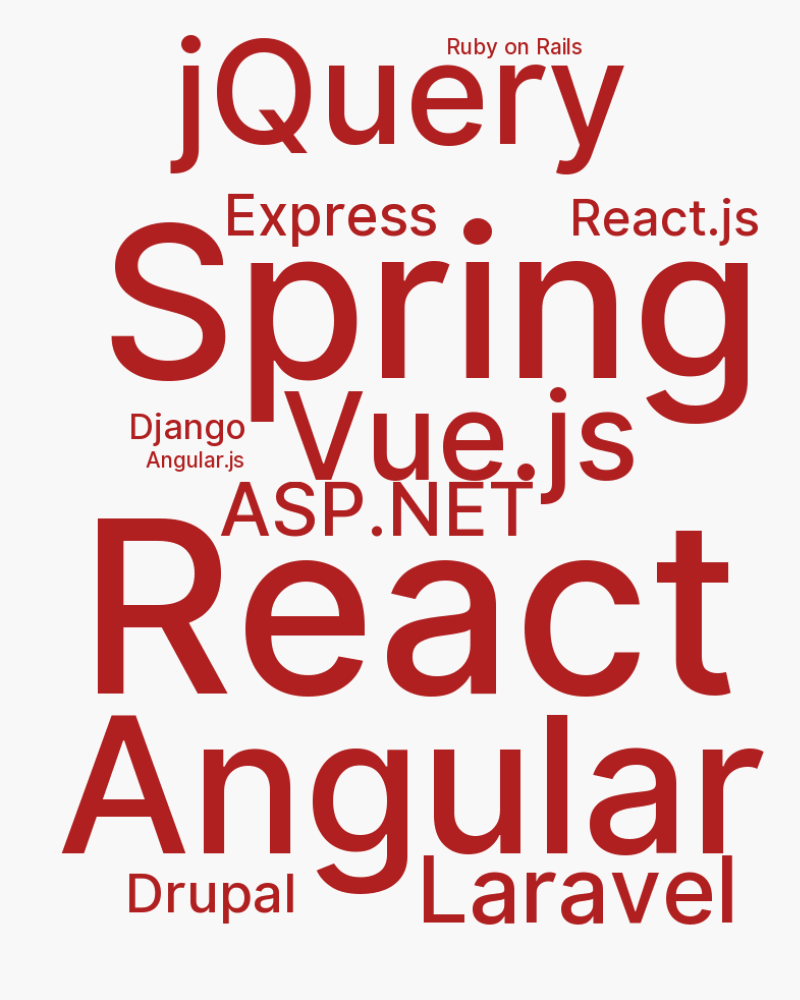 Ruby on Rails
jQuery
Express
React.js
Spring
Vue.js
Django
Angular.js
ASP.NET
React
Angular
Laravel
Drupal